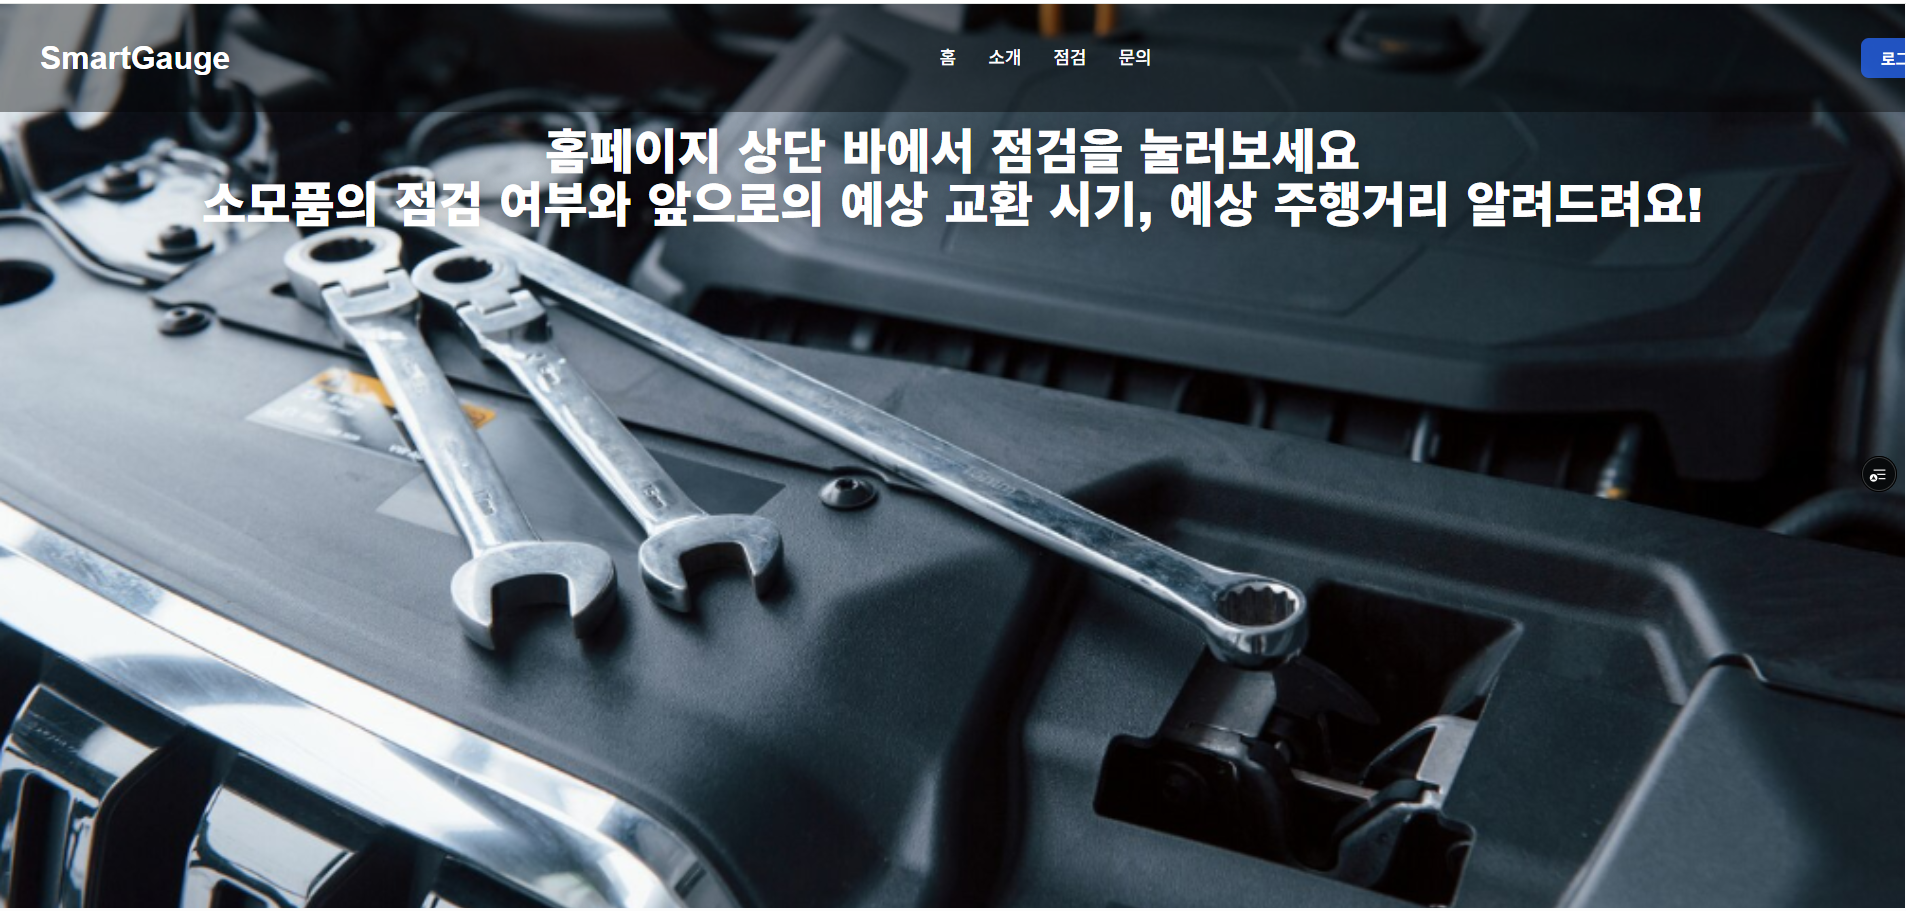 SmartGauge
홈 소개 점검 문의
로그
홈페이지 상단 바에서 점검을 눌러보세요
소모품의 점검 여부와 앞으로의 예상 교환 시기, 예상 주행거리 알려드려요!